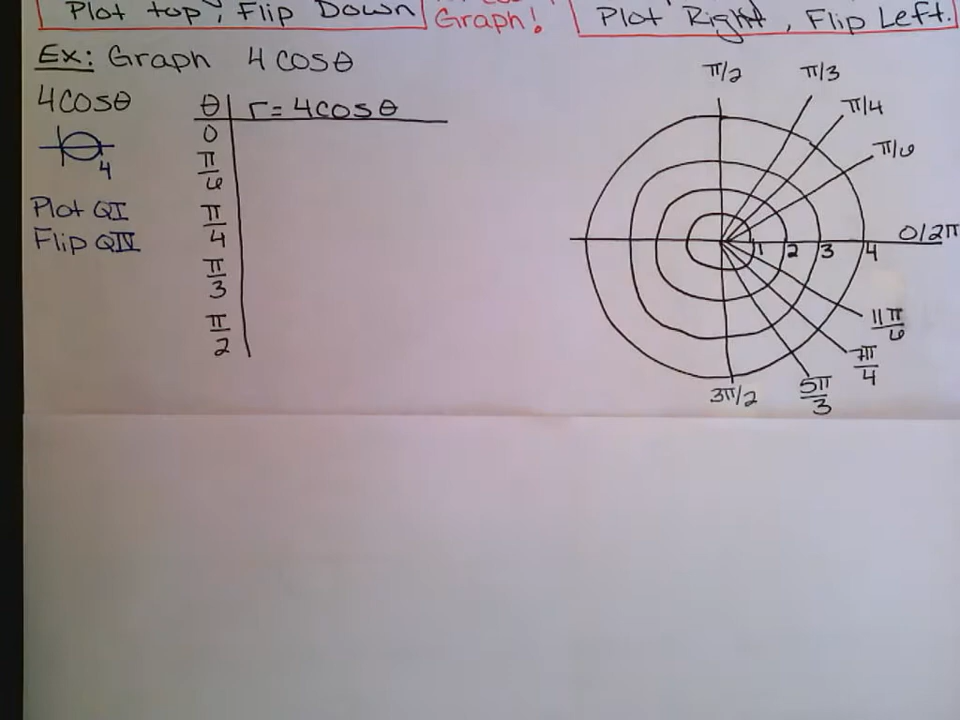 Plot top, Flip Down
Graph!
Plot Right, Flip Left.
Ex: Graph 4cosθ
4cosθ
4
Plot QI
Flip QIV
θ r = 4cosθ
0
π/6
π/4
π/3
π/2
π/2
π/3
π/4
π/6
0/2π
1 2 3 4
11π/6
7π/4
5π/3
3π/2